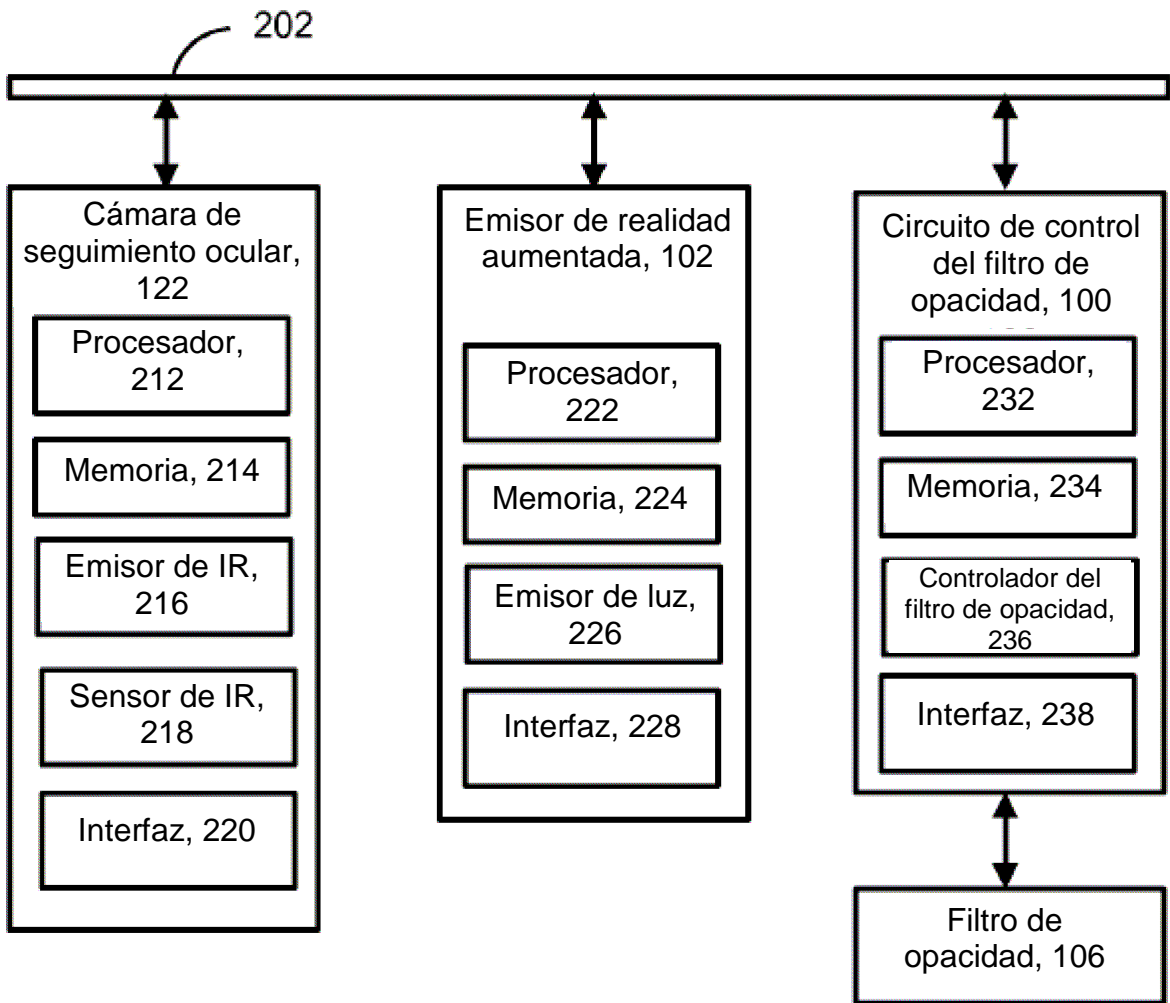 202
Cámara de
seguimiento ocular,
122
Procesador,
212
Memoria, 214
Emisor de IR,
216
Sensor de IR,
218
Interfaz, 220
Emisor de realidad
aumentada, 102
Procesador,
222
Memoria, 224
Emisor de luz,
226
Interfaz, 228
Circuito de control
del filtro de
opacidad, 100
Procesador,
232
Memoria, 234
Controlador del
filtro de opacidad,
236
Interfaz, 238
Filtro de
opacidad, 106